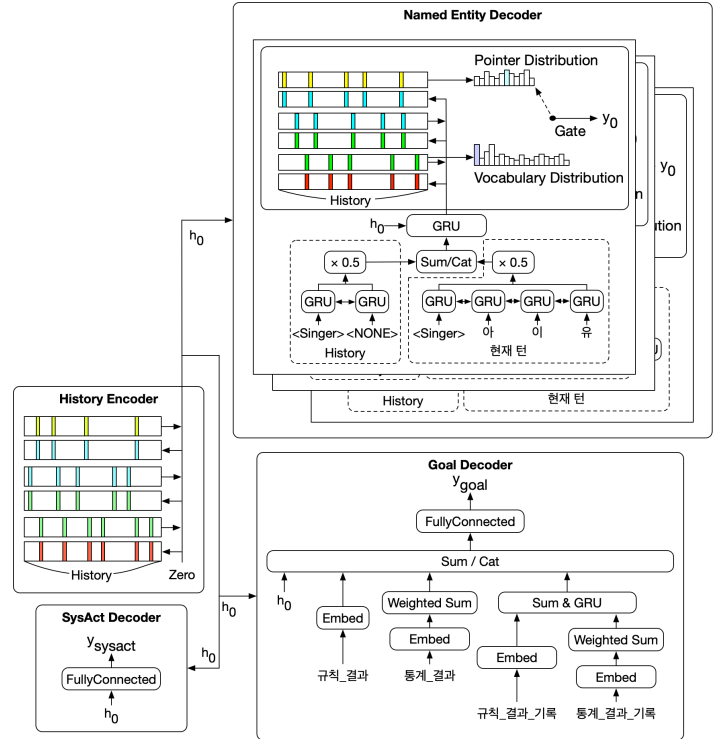 Named Entity Decoder
Pointer Distribution
y0
Gate
Vocabulary Distribution
History
h0
GRU
× 0.5
Sum/Cat
× 0.5
GRU
GRU
GRU
GRU
GRU
GRU
<Singer>
<NONE>
<Singer>
아
이
유
History
현재 턴
y0
n
ution
History
현재 턴
h0
History Encoder
History
Zero
h0
SysAct Decoder
ysysact
FullyConnected
h0
h0
Goal Decoder
ygoal
FullyConnected
Sum / Cat
h0
Embed
규칙_결과
Weighted Sum
Embed
통계_결과
Sum & GRU
Embed
규칙_결과_기록
Weighted Sum
Embed
통계_결과_기록